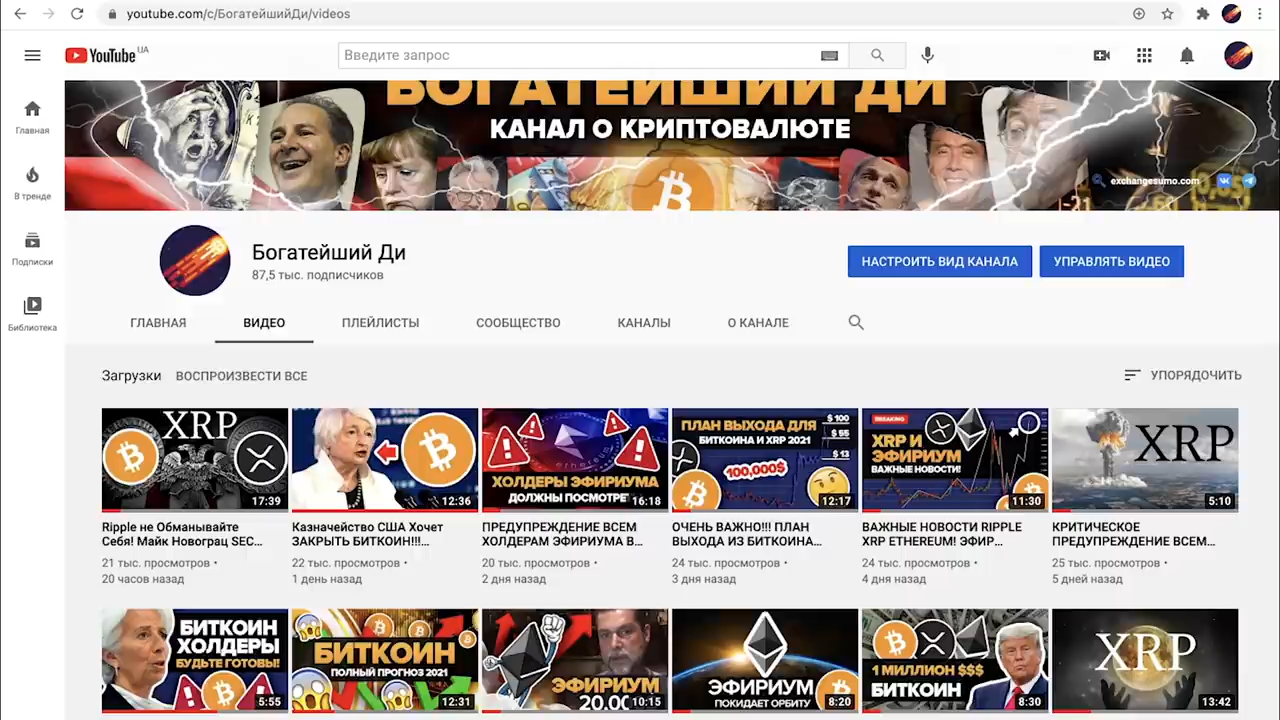 youtube.com/c/БогатейшийДи/videos
YouTube UA
Введите запрос
БОГАТЕЙШИЙ ДИ
КАНАЛ О КРИПТОВАЛЮТЕ
exchangesumo.com
Главная
В тренде
Подписки
Библиотека
Богатейший Ди
87,5 тыс. подписчиков
НАСТРОИТЬ ВИД КАНАЛА
УПРАВЛЯТЬ ВИДЕО
ГЛАВНАЯ ВИДЕО ПЛЕЙЛИСТЫ СООБЩЕСТВО КАНАЛЫ О КАНАЛЕ
Загрузки ВОСПРОИЗВЕСТИ ВСЕ
УПОРЯДОЧИТЬ
XRP
17:39
Ripple не Обманывайте
Себя! Майк Новограц SEC...
21 тыс. просмотров •
20 часов назад
12:36
Казначейство США Хочет
ЗАКРЫТЬ БИТКОИН!!!...
22 тыс. просмотров •
1 день назад
ethereum
ХОЛДЕРЫ ЭФИРИУМА
ДОЛЖНЫ ПОСМОТРЕТ
16:18
ПРЕДУПРЕЖДЕНИЕ ВСЕМ
ХОЛДЕРАМ ЭФИРИУМА В...
20 тыс. просмотров •
2 дня назад
ПЛАН ВЫХОДА ДЛЯ
БИТКОИНА И XRP 2021
$ 100
$ 55
$ 13
100,000$
12:17
ОЧЕНЬ ВАЖНО!!! ПЛАН
ВЫХОДА ИЗ БИТКОИНА...
24 тыс. просмотров •
3 дня назад
BREAKING
XRP И
ЭФИРИУМ
ВАЖНЫЕ НОВОСТИ!
11:30
ВАЖНЫЕ НОВОСТИ RIPPLE
XRP ETHEREUM! ЭФИР...
24 тыс. просмотров •
4 дня назад
XRP
5:10
КРИТИЧЕСКОЕ
ПРЕДУПРЕЖДЕНИЕ ВСЕМ...
25 тыс. просмотров •
5 дней назад
БИТКОИН
ХОЛДЕРЫ
БУДЬТЕ ГОТОВЫ!
5:55
БИТКОИН
ПОЛНЫЙ ПРОГНОЗ 2021
12:31
ЭФИРИУМ
20.00
10:15
ЭФИРИУМ
ПОКИДАЕТ ОРБИТУ
8:20
1 МИЛЛИОН $$$
БИТКОИН
8:30
XRP
13:42